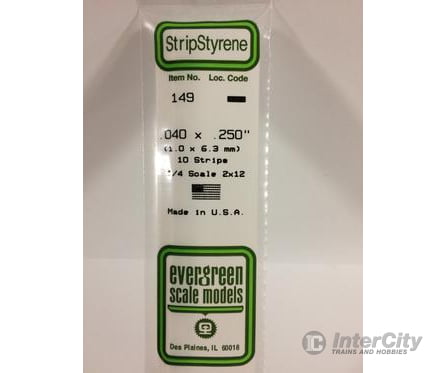 StripStyrene
Item No. Loc. Code
149
.040 x .250"
(1.0 x 6.3 mm)
10 Strips
Scale 2x12
Made in U.S.A.
evergreen
scale models
Des Plaines, IL 60018
InterCity
TRAINS AND HOBBIES